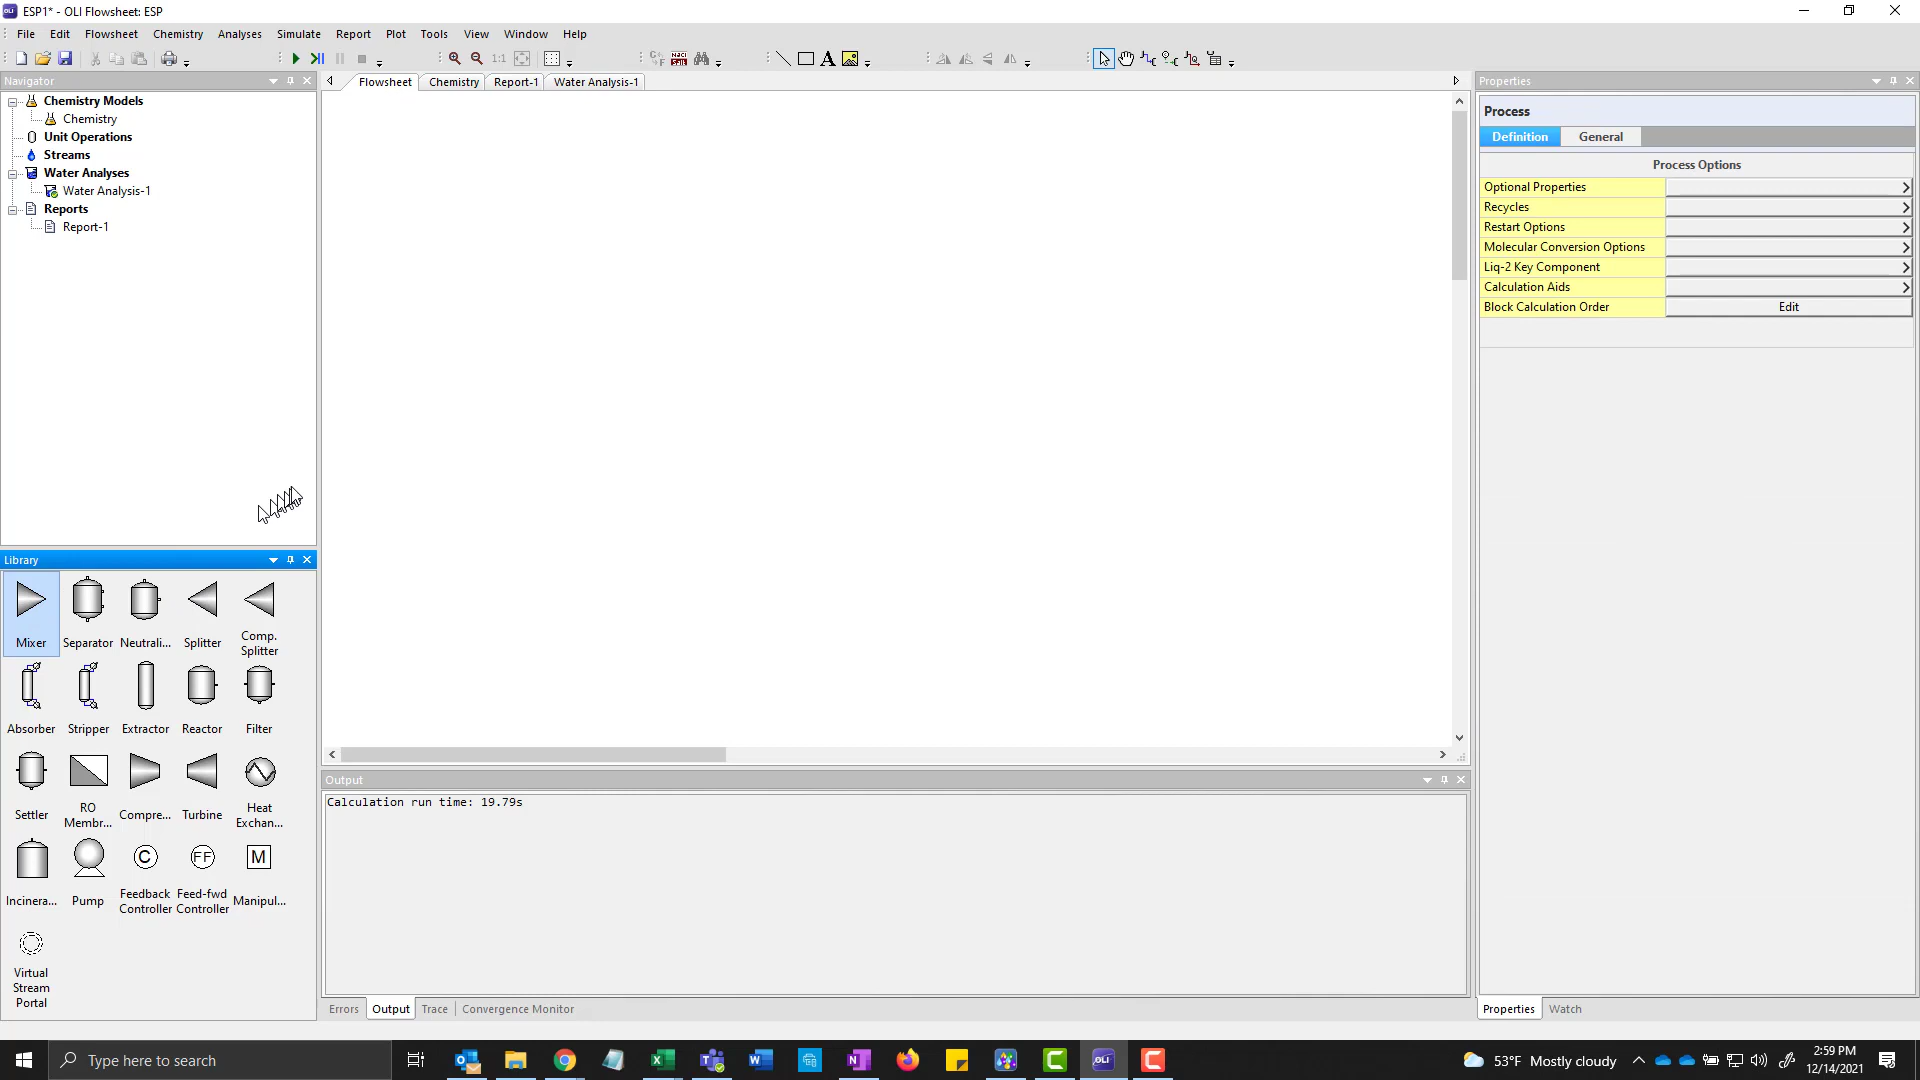 ESP1* - OLI Flowsheet: ESP
File Edit Flowsheet Chemistry Analyses Simulate Report Plot Tools View Window Help
1:1
Navigator
Flowsheet Chemistry Report-1 Water Analysis-1
Properties
Chemistry Models
Chemistry
Unit Operations
Streams
Water Analyses
Water Analysis-1
Reports
Report-1
Process
Definition General
Process Options
Optional Properties
Recycles
Restart Options
Molecular Conversion Options
Liq-2 Key Component
Calculation Aids
Block Calculation Order Edit
Library
Mixer Separator Neutrali... Splitter Comp. Splitter
Absorber Stripper Extractor Reactor Filter
Settler RO Membr... Compre... Turbine Heat Exchan...
C FF M
Incinera... Pump Feedback Controller Feed-fwd Controller Manipul...
Virtual
Stream
Portal
Output
Calculation run time: 19.79s
Errors Output Trace Convergence Monitor
Properties Watch
Type here to search
53°F Mostly cloudy
2:59 PM
12/14/2021